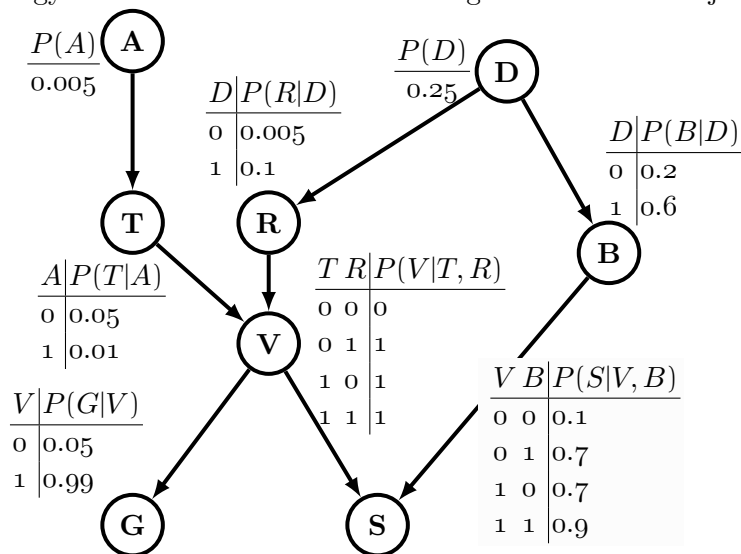 A
P(A)
0.005
D
P(D)
0.25
D P(R|D)
0 0.005
1 0.1
D P(B|D)
0 0.2
1 0.6
T
R
B
A P(T|A)
0 0.05
1 0.01
T R P(V|T, R)
0 0 0
0 1 1
1 0 1
1 1 1
V
V P(G|V)
0 0.05
1 0.99
V B P(S|V, B)
0 0 0.1
0 1 0.7
1 0 0.7
1 1 0.9
G
S